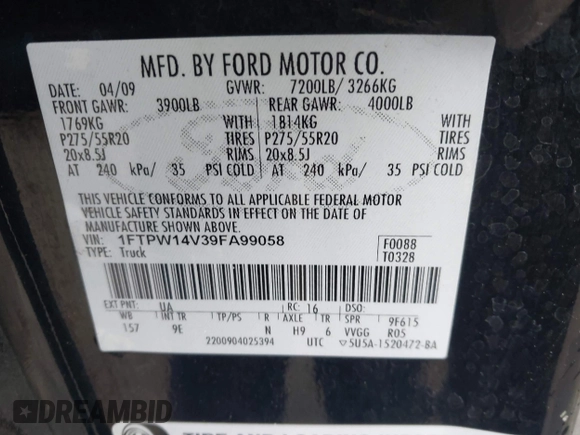 MFD. BY FORD MOTOR CO.
DATE: 04/09 GVWR: 7200LB/ 3266KG
FRONT GAWR: 3900LB REAR GAWR: 4000LB
1769KG WITH 1814KG WITH
P275/55R20 TIRES P275/55R20 TIRES
20x8.5J RIMS 20x8.5J RIMS
AT 240 kPa/ 35 PSI COLD AT 240 kPa/ 35 PSI COLD
THIS VEHICLE CONFORMS TO ALL APPLICABLE FEDERAL MOTOR
VEHICLE SAFETY STANDARDS IN EFFECT ON THE DATE OF
MANUFACTURE SHOWN ABOVE.
VIN: 1FTPW14V39FA99058 F0088
TYPE: Truck T0328
EXT PNT: UA RC: 16 DSO:
WB INT TR TP/PS R AXLE TR SPR 9F615
157 9E N H9 6 VVGG R05
2200904025394 UTC 5U5A-1520472-BA
DREAMBID